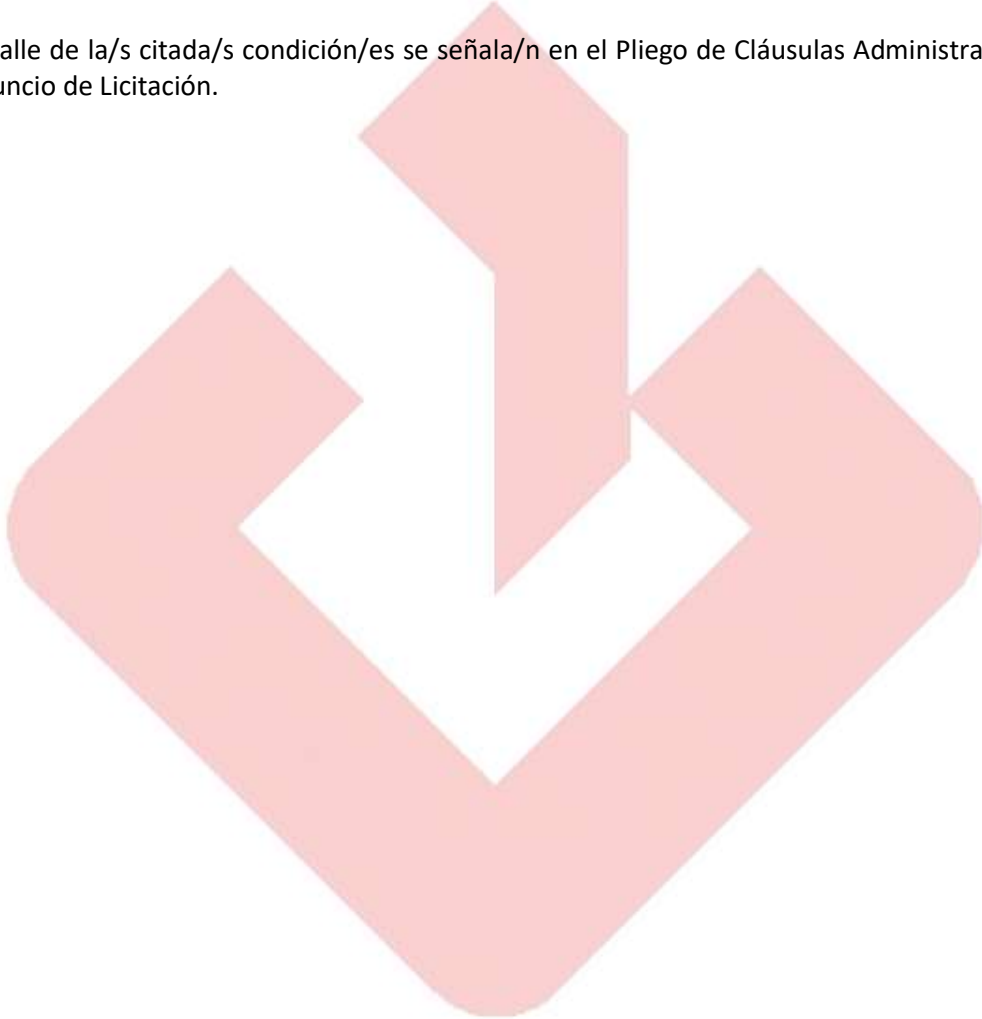 alle de la/s citada/s condición/es se señala/n en el Pliego de Cláusulas Administra
uncio de Licitación.